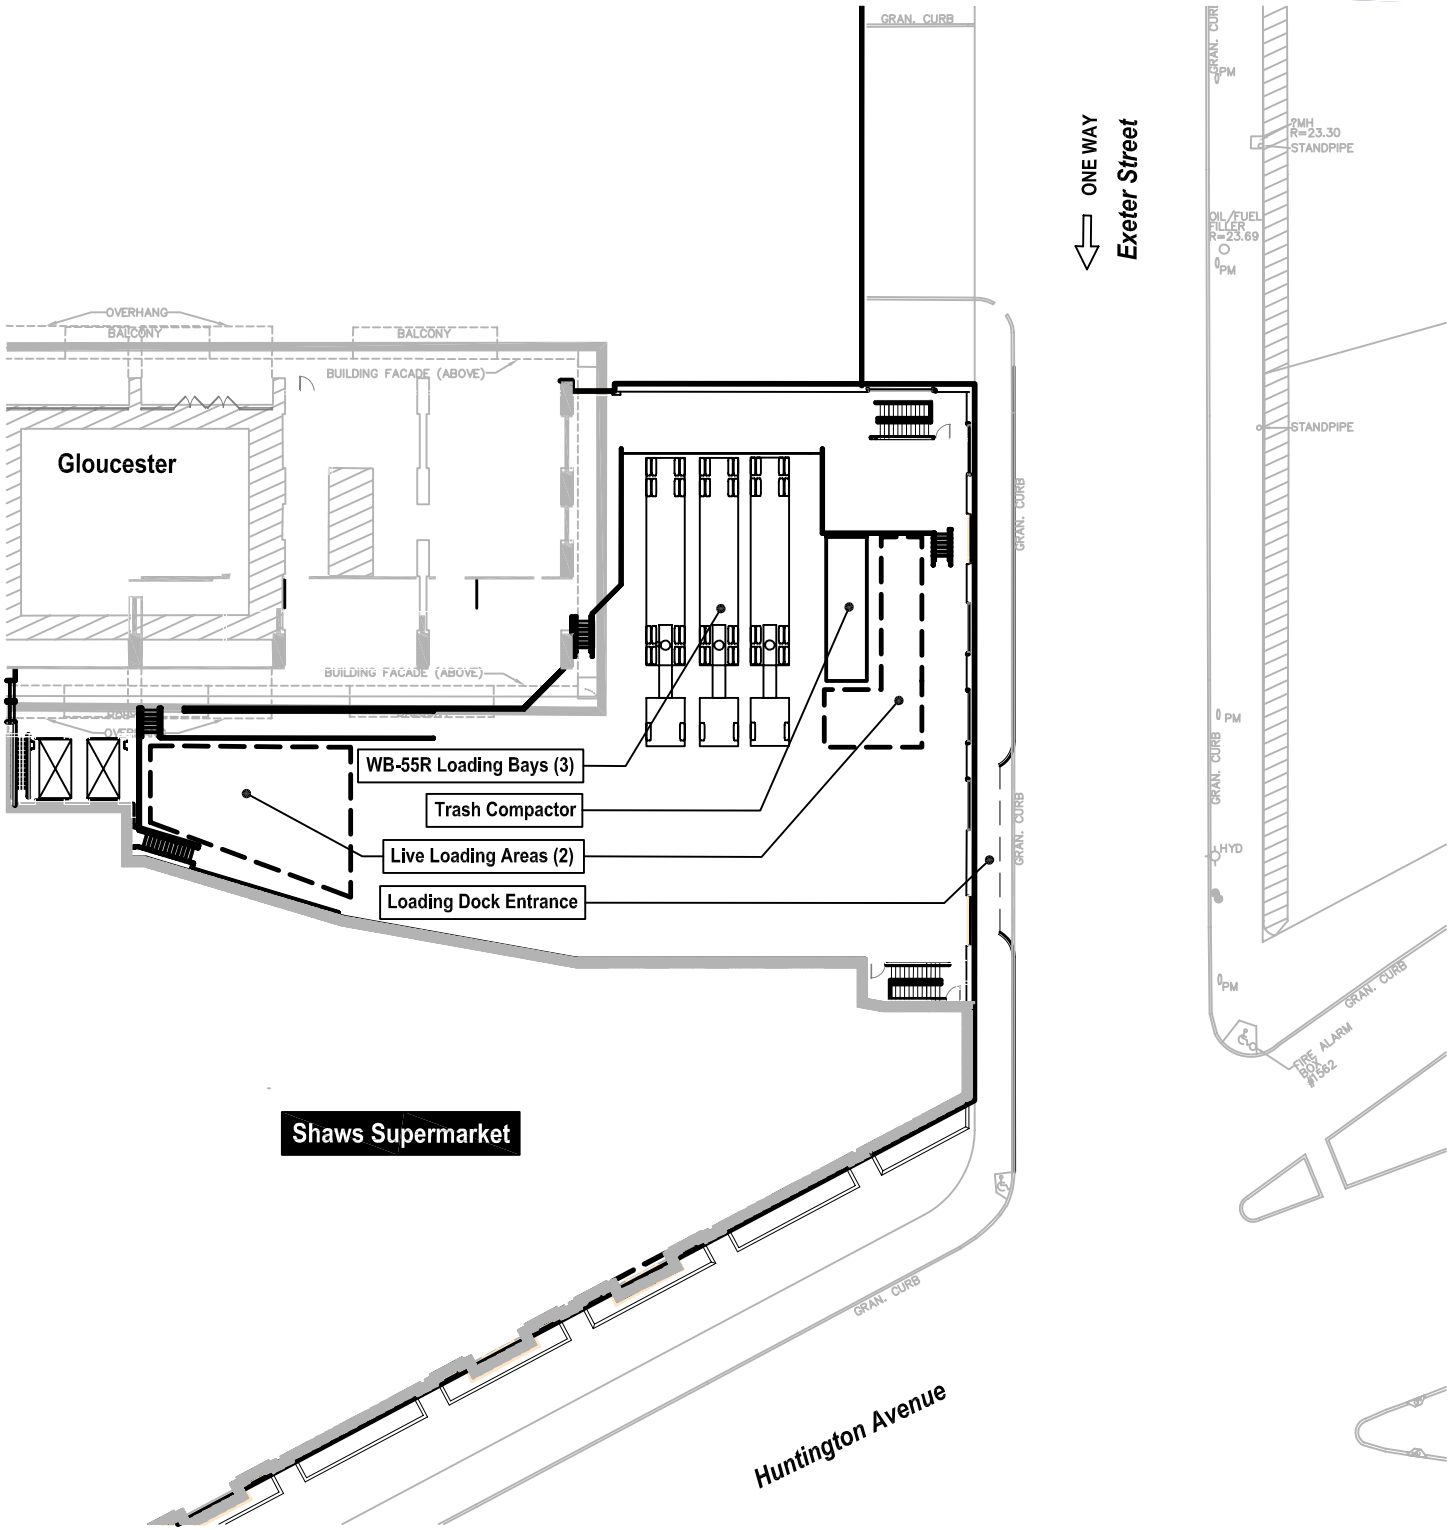 GRAN. CURB
GRAN. CURB
PM
ONE WAY
Exeter Street
?MH
R=23.30
STANDPIPE
OIL/FUEL
FILLER
R=23.69
PM
OVERHANG
BALCONY
BALCONY
BUILDING FACADE (ABOVE)
STANDPIPE
Gloucester
GRAN. CURB
BUILDING FACADE (ABOVE)
PM
WB-55R Loading Bays (3)
GRAN. CURB
Trash Compactor
GRAN. CURB
Live Loading Areas (2)
HYD
Loading Dock Entrance
PM
GRAN. CURB
FIRE ALARM
BOX
#1562
Shaws Supermarket
GRAN. CURB
Huntington Avenue